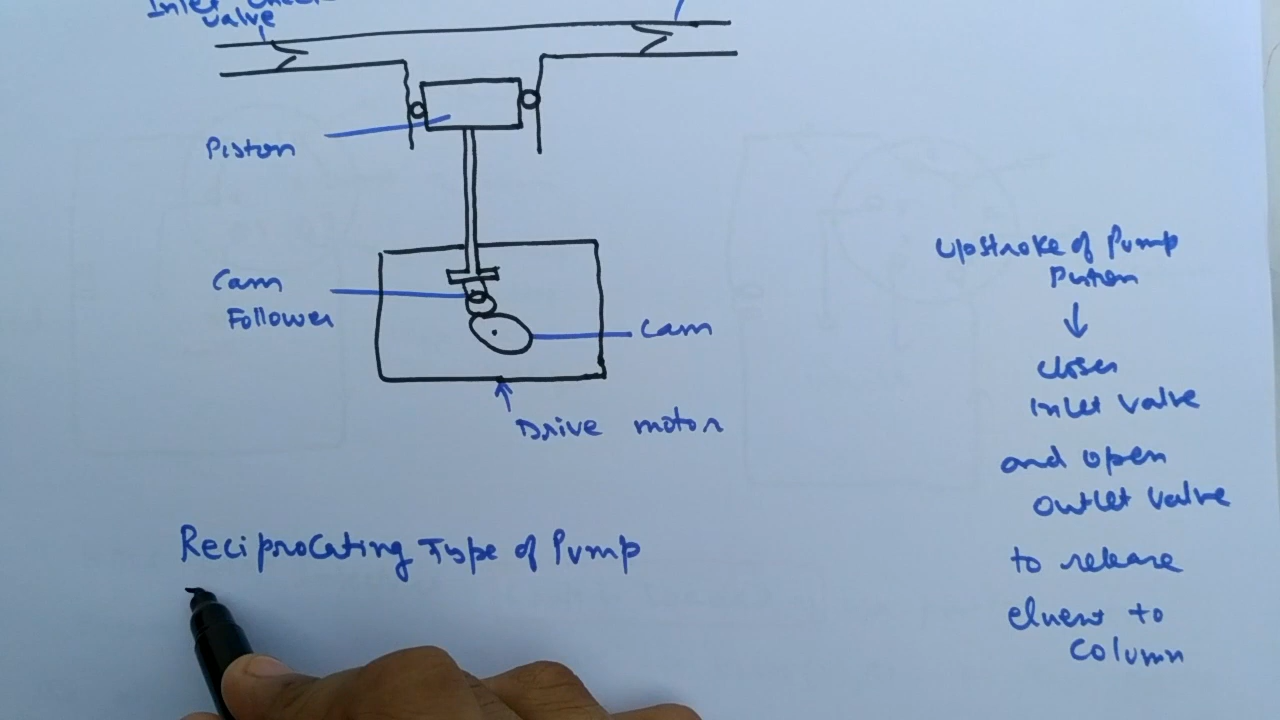 Inlet
valve
Piston
Cam
Follower
Cam
Drive motor
Reciprocating Type of Pump
Upstroke of Pump
Piston
↓
closes
Inlet valve
and open
outlet valve
to release
eluent to
column